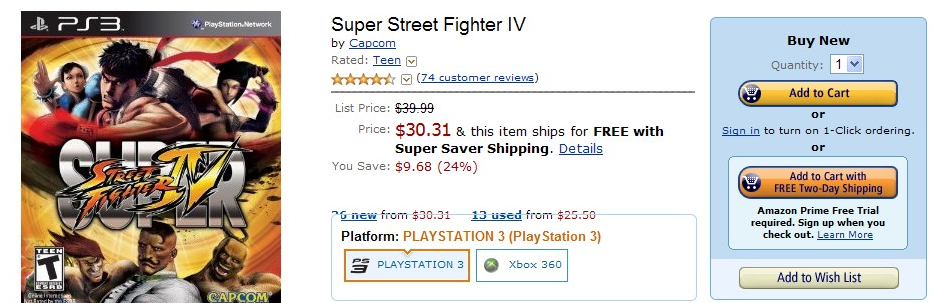 PS3
PlayStation Network
SUPER
STREET
FIGHTER IV
TEEN
T
ESRB
CAPCOM
Super Street Fighter IV
by Capcom
Rated: Teen
(74 customer reviews)
List Price: $39.99
Price: $30.31 & this item ships for FREE with
Super Saver Shipping. Details
You Save: $9.68 (24%)
26 new from $30.31 13 used from $25.50
Platform: PLAYSTATION 3 (PlayStation 3)
PS3 PLAYSTATION 3
Xbox 360
Buy New
Quantity: 1
Add to Cart
or
Sign in to turn on 1-Click ordering.
or
Add to Cart with
FREE Two-Day Shipping
Amazon Prime Free Trial
required. Sign up when you
check out. Learn More
Add to Wish List